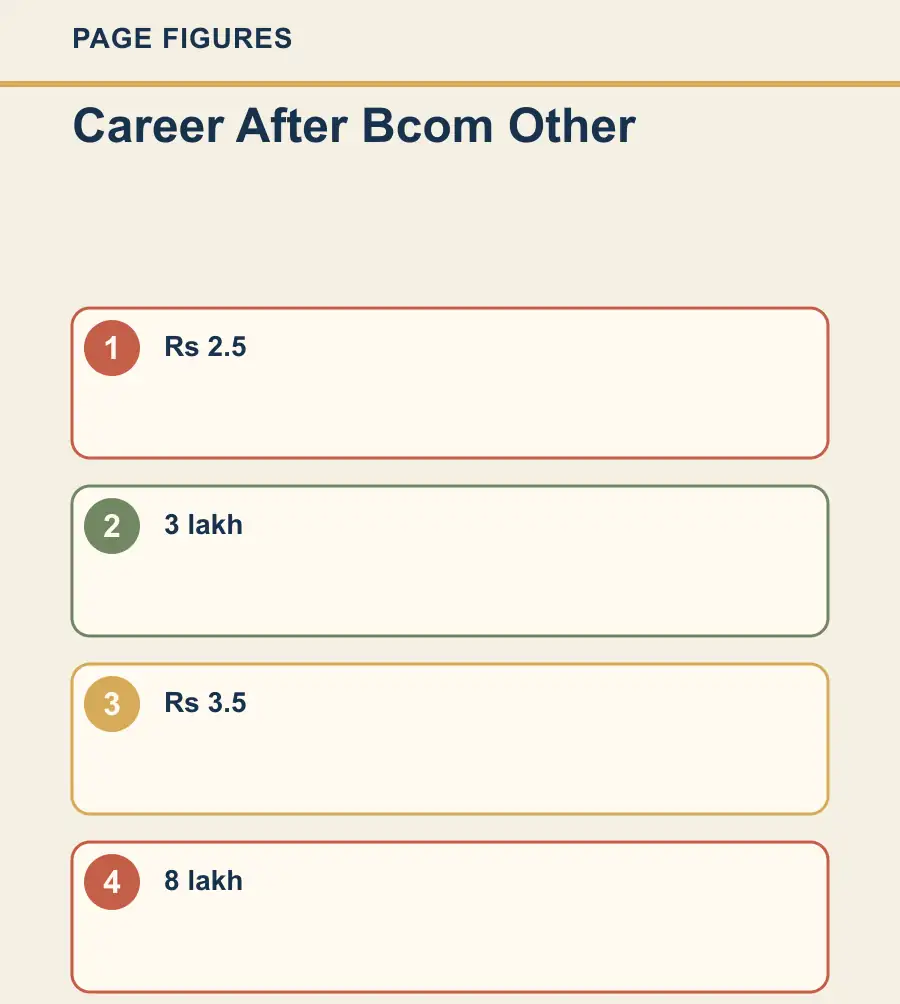 PAGE FIGURES
Career After Bcom Other
1 Rs 2.5
2 3 lakh
3 Rs 3.5
4 8 lakh